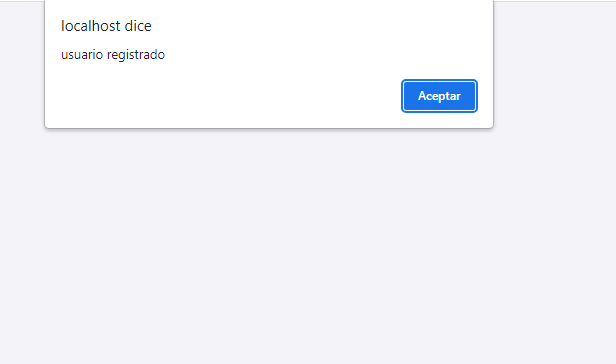 localhost dice
usuario registrado
Aceptar